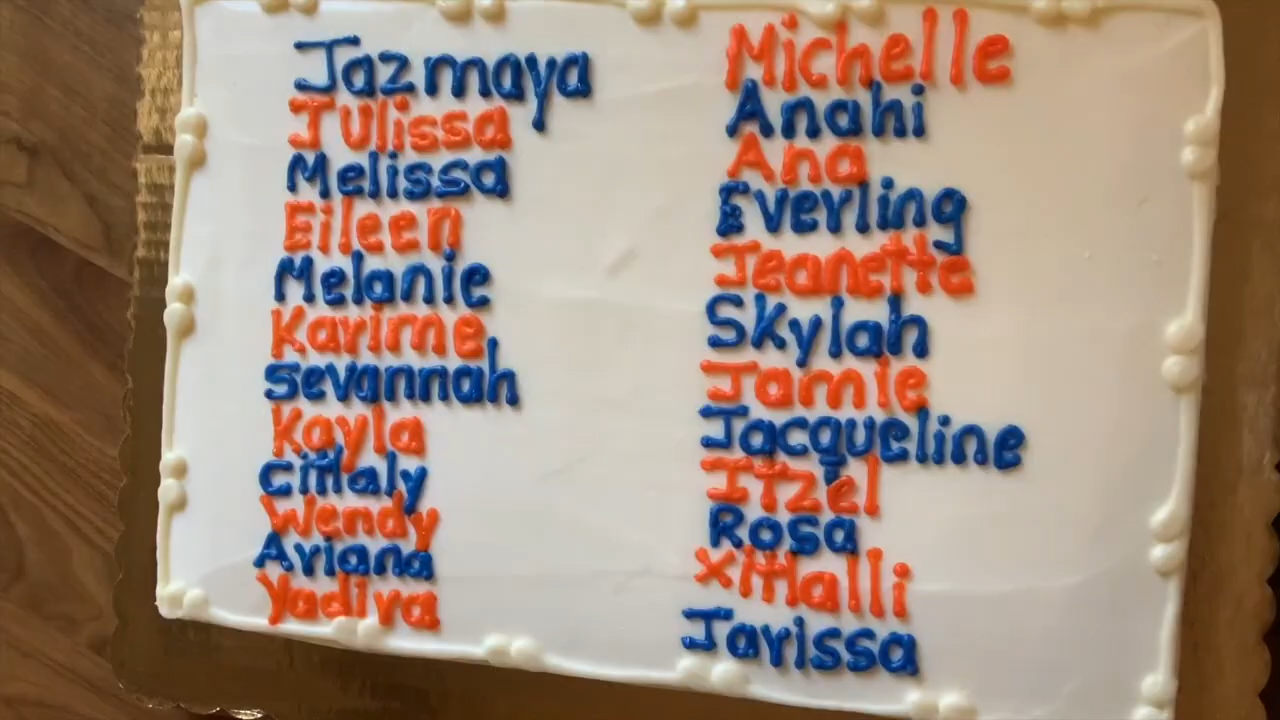 Jazmaya
Julissa
Melissa
Eileen
Melanie
Karime
Sevannah
Kayla
Citlaly
Wendy
Ariana
Yadira
Michelle
Anahi
Ana
Everling
Jeanette
Skylah
Jamie
Jacqueline
Itzel
Rosa
Xitlalli
Jarissa